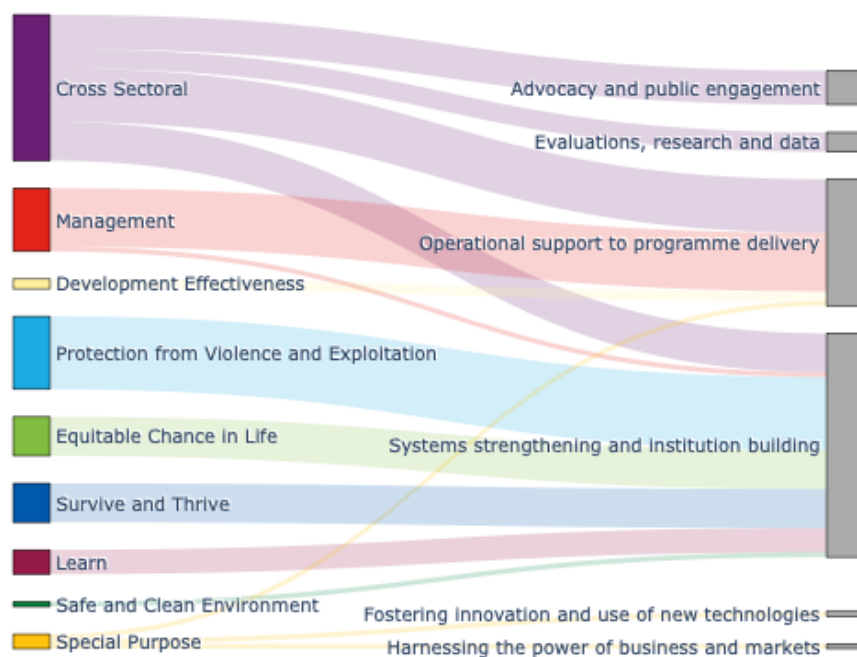 Cross Sectoral
Management
Development Effectiveness
Protection from Violence and Exploitation
Equitable Chance in Life
Survive and Thrive
Learn
Safe and Clean Environment
Special Purpose
Advocacy and public engagement
Evaluations, research and data
Operational support to programme delivery
Systems strengthening and institution building
Fostering innovation and use of new technologies
Harnessing the power of business and markets